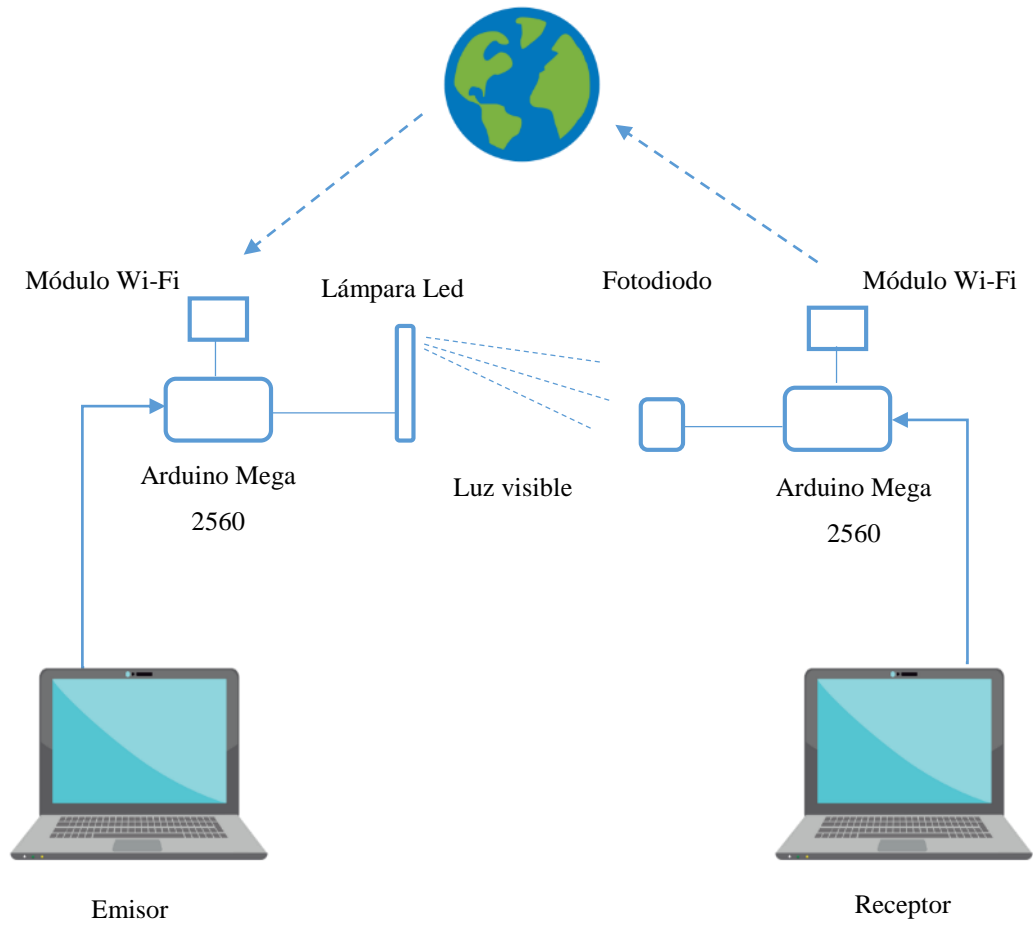 Módulo Wi-Fi
Lámpara Led
Fotodiodo
Módulo Wi-Fi
Arduino Mega
2560
Luz visible
Arduino Mega
2560
Emisor
Receptor